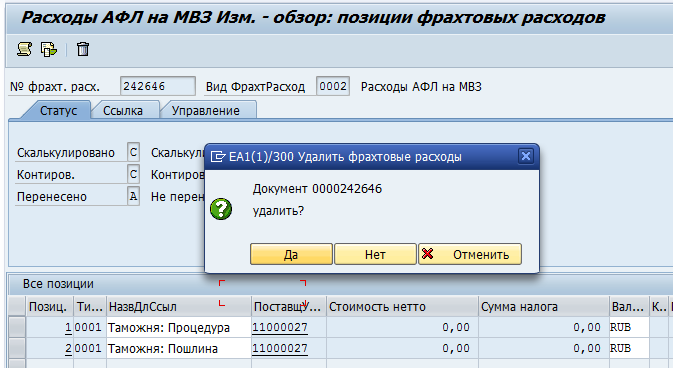 Расходы АФЛ на МВЗ Изм. - обзор: позиции фрахтовых расходов
№ фрахт. расх. 242646 Вид ФрахтРасход 0002 Расходы АФЛ на МВЗ
Статус Ссылка Управление
Скалькулировано C Скалькули
Контиров. C Контиров
Перенесено A Не перен
EA1(1)/300 Удалить фрахтовые расходы
Документ 0000242646
удалить?
Да Нет Отменить
Все позиции
Позиц. Ти... НазвДлСсыл ПоставщУ... Стоимость нетто Сумма налога Вал... К...
1 0001 Таможня: Процедура 11000027 0,00 0,00 RUB
2 0001 Таможня: Пошлина 11000027 0,00 0,00 RUB